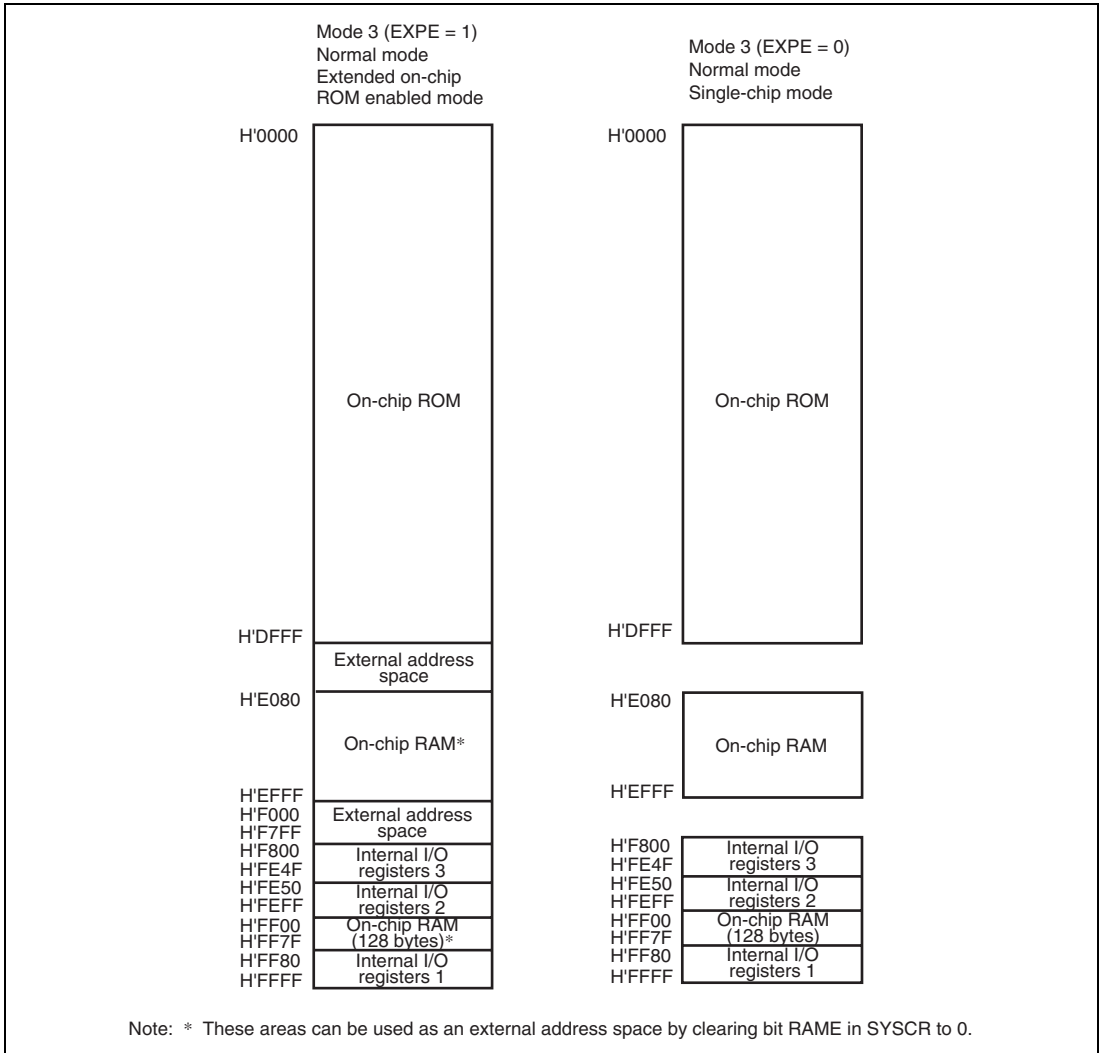 Mode 3 (EXPE = 1)
Normal mode
Extended on-chip
ROM enabled mode
H'0000
On-chip ROM
H'DFFF
External address
space
H'E080
On-chip RAM*
H'EFFF
H'F000
External address
space
H'F7FF
H'F800
Internal I/O
registers 3
H'FE4F
H'FE50
Internal I/O
registers 2
H'FEFF
H'FF00
On-chip RAM
(128 bytes)*
H'FF7F
H'FF80
Internal I/O
registers 1
H'FFFF
Mode 3 (EXPE = 0)
Normal mode
Single-chip mode
H'0000
On-chip ROM
H'DFFF
H'E080
On-chip RAM
H'EFFF
H'F800
Internal I/O
registers 3
H'FE4F
H'FE50
Internal I/O
registers 2
H'FEFF
H'FF00
On-chip RAM
(128 bytes)
H'FF7F
H'FF80
Internal I/O
registers 1
H'FFFF
Note: * These areas can be used as an external address space by clearing bit RAME in SYSCR to 0.